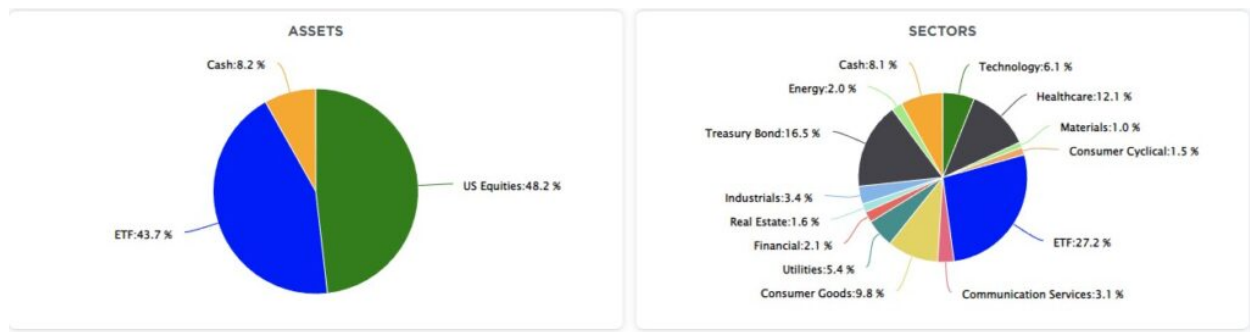 ASSETS
Cash:8.2 %
US Equities:48.2 %
ETF:43.7 %
SECTORS
Cash:8.1 %
Technology:6.1 %
Energy:2.0 %
Healthcare:12.1 %
Materials:1.0 %
Treasury Bond:16.5 %
Consumer Cyclical:1.5 %
Industrials:3.4 %
Real Estate:1.6 %
Financial:2.1 %
ETF:27.2 %
Utilities:5.4 %
Consumer Goods:9.8 %
Communication Services:3.1 %